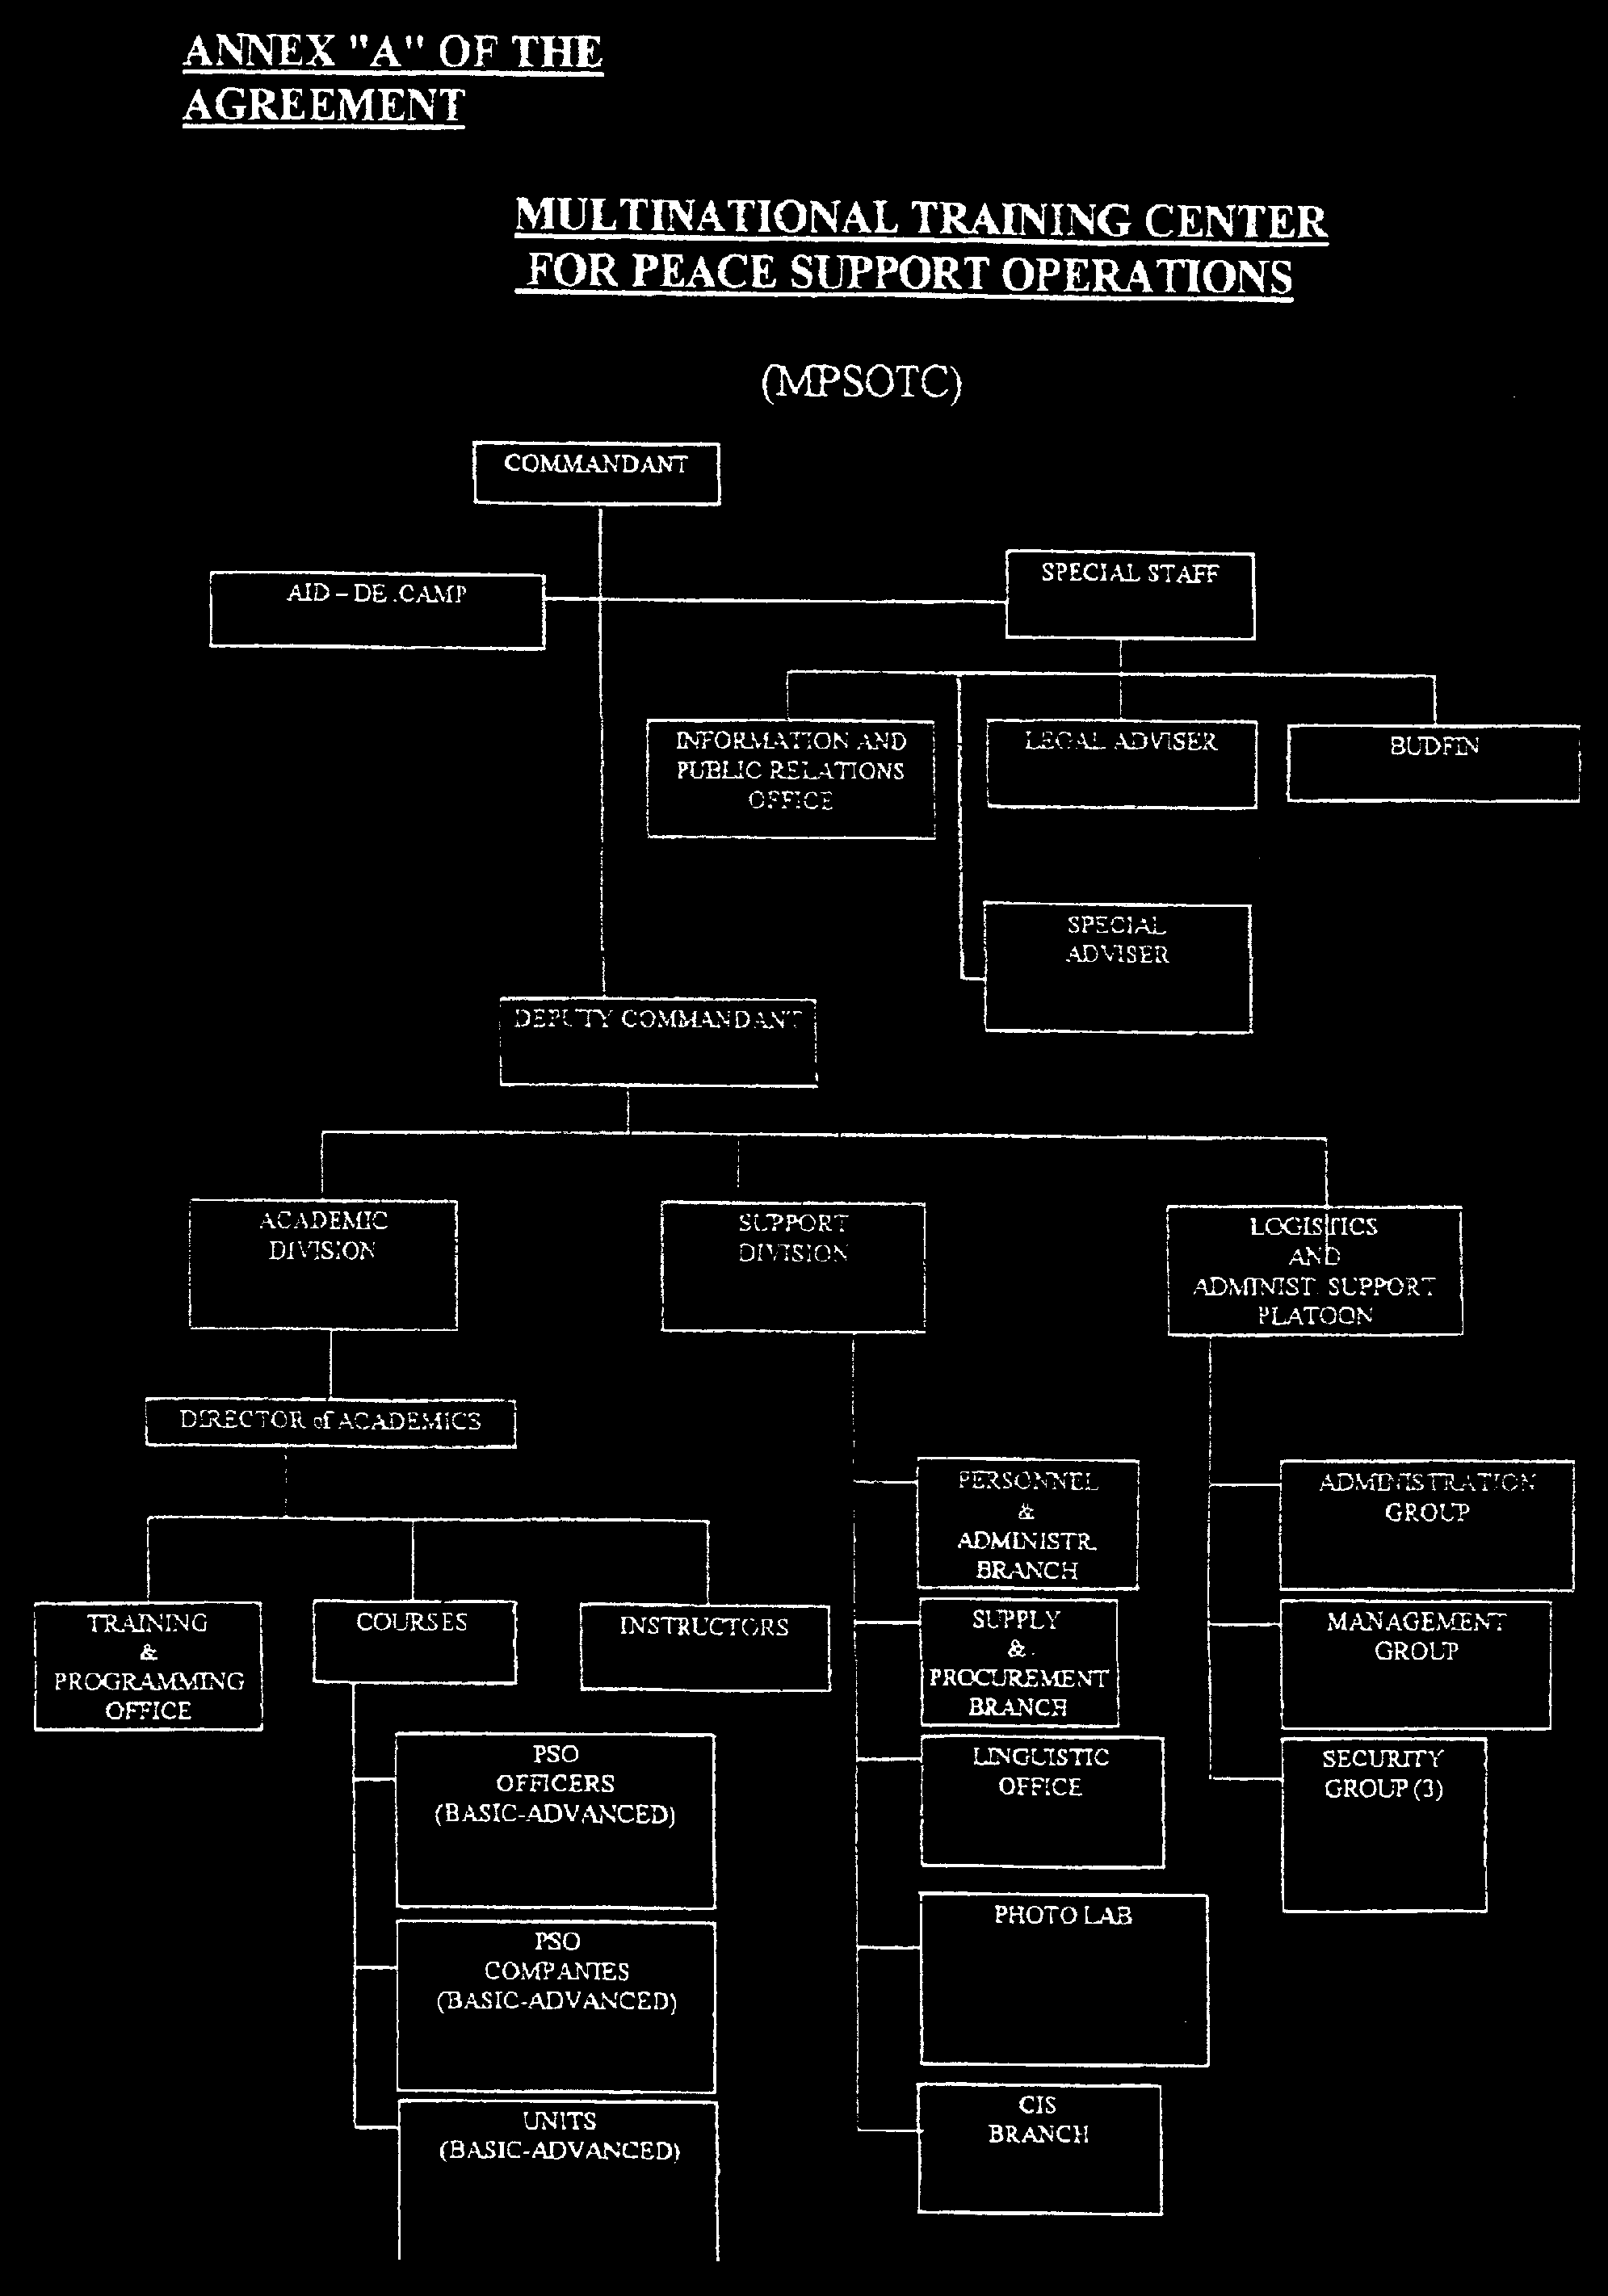 ANNEX "A" OF THE
AGREEMENT
MULTINATIONAL TRAINING CENTER
FOR PEACE SUPPORT OPERATIONS
(MPSOTC)
COMMANDANT
AID – DE .CAMP
SPECIAL STAFF
INFORMATION AND
PUBLIC RELATIONS
OFFICE
LEGAL ADVISER
BUDFIN
SPECIAL
ADVISER
DEPUTY COMMANDANT
ACADEMIC
DIVISION
SUPPORT
DIVISION
LOGISTICS
AND
ADMINIST. SUPPORT
PLATOON
DIRECTOR of ACADEMICS
TRAINING
&
PROGRAMMING
OFFICE
COURSES
INSTRUCTORS
PERSONNEL
&
ADMINISTR.
BRANCH
ADMINISTRATION
GROUP
SUPPLY
&
PROCUREMENT
BRANCH
MANAGEMENT
GROUP
PSO
OFFICERS
(BASIC-ADVANCED)
LINGUISTIC
OFFICE
SECURITY
GROUP (3)
PHOTO LAB
PSO
COMPANIES
(BASIC-ADVANCED)
CIS
BRANCH
UNITS
(BASIC-ADVANCED)